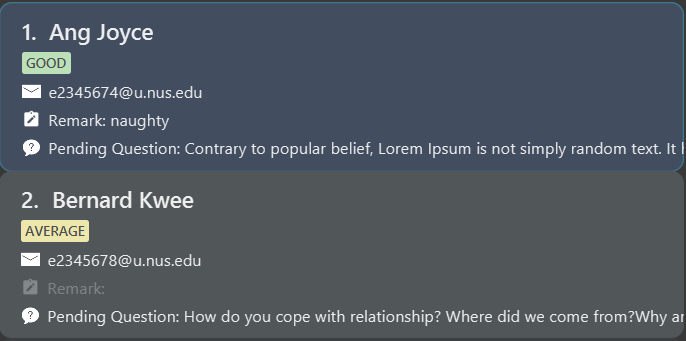 1. Ang Joyce
GOOD
e2345674@u.nus.edu
Remark: naughty
Pending Question: Contrary to popular belief, Lorem Ipsum is not simply random text. It
2. Bernard Kwee
AVERAGE
e2345678@u.nus.edu
Remark:
Pending Question: How do you cope with relationship? Where did we come from?Why